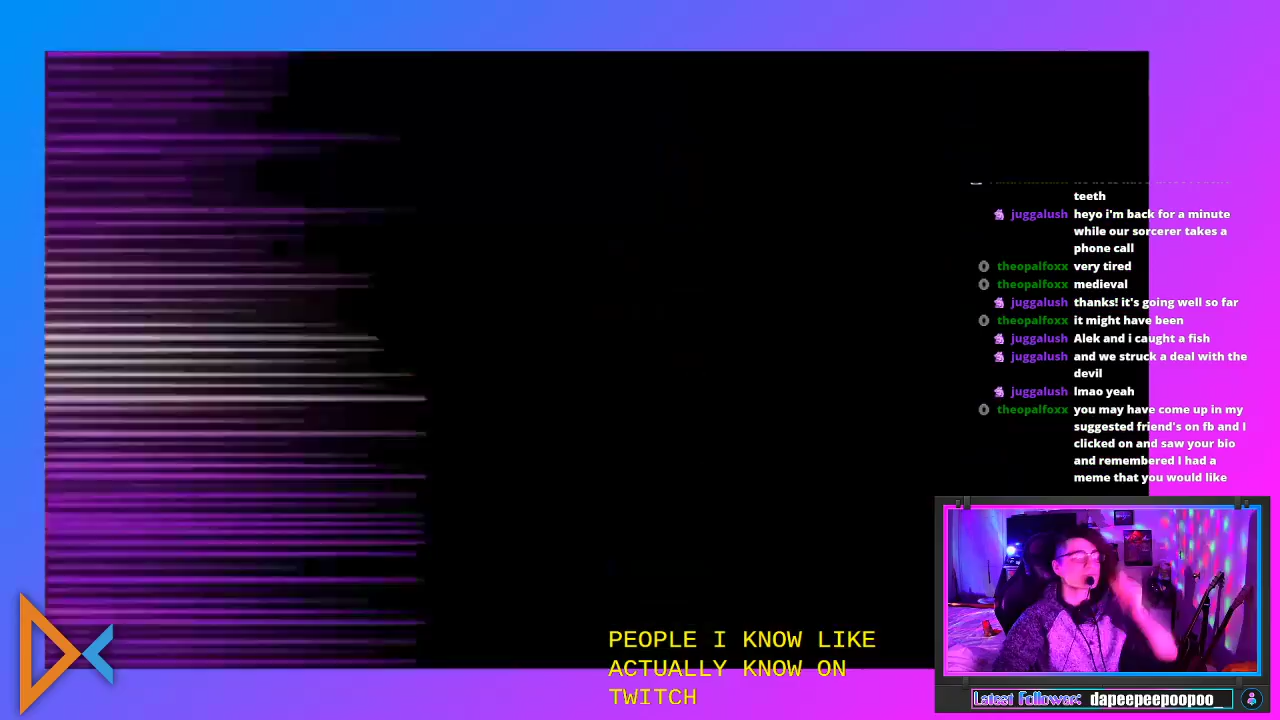 teeth
juggalush heyo i'm back for a minute
while our sorcerer takes a
phone call
theopalfoxx very tired
theopalfoxx medieval
juggalush thanks! it's going well so far
theopalfoxx it might have been
juggalush Alek and i caught a fish
juggalush and we struck a deal with the
devil
juggalush lmao yeah
theopalfoxx you may have come up in my
suggested friend's on fb and I
clicked on and saw your bio
and remembered I had a
meme that you would like
PEOPLE I KNOW LIKE
ACTUALLY KNOW ON
TWITCH
Latest Follower: dapeepeepoopoo_